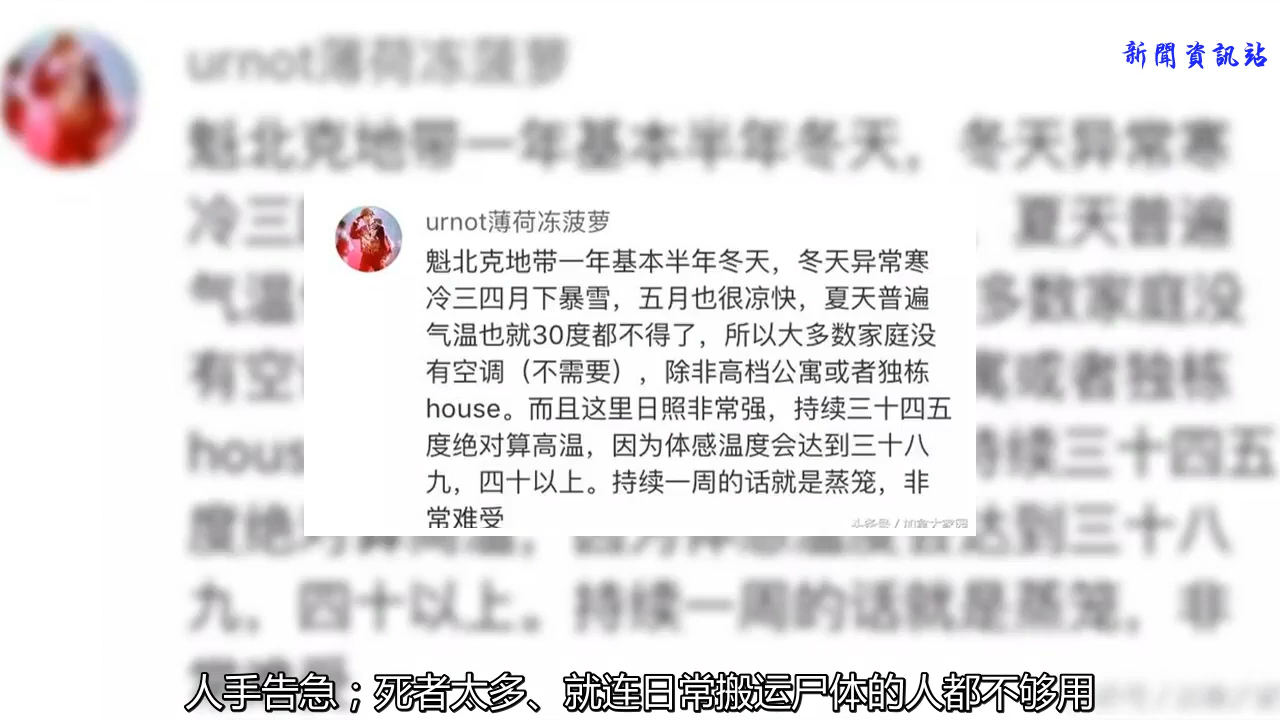 新聞資訊站
urnot薄荷冻菠萝
魁北克地带一年基本半年冬天，冬天异常寒
冷三四月下暴雪，五月也很凉快，夏天普遍
气温也就30度都不得了，所以大多数家庭没
有空调（不需要），除非高档公寓或者独栋
house。而且这里日照非常强，持续三十四五
度绝对算高温，因为体感温度会达到三十八
九，四十以上。持续一周的话就是蒸笼，非
常难受
头条号 / 加拿大家园
人手告急；死者太多、就连日常搬运尸体的人都不够用